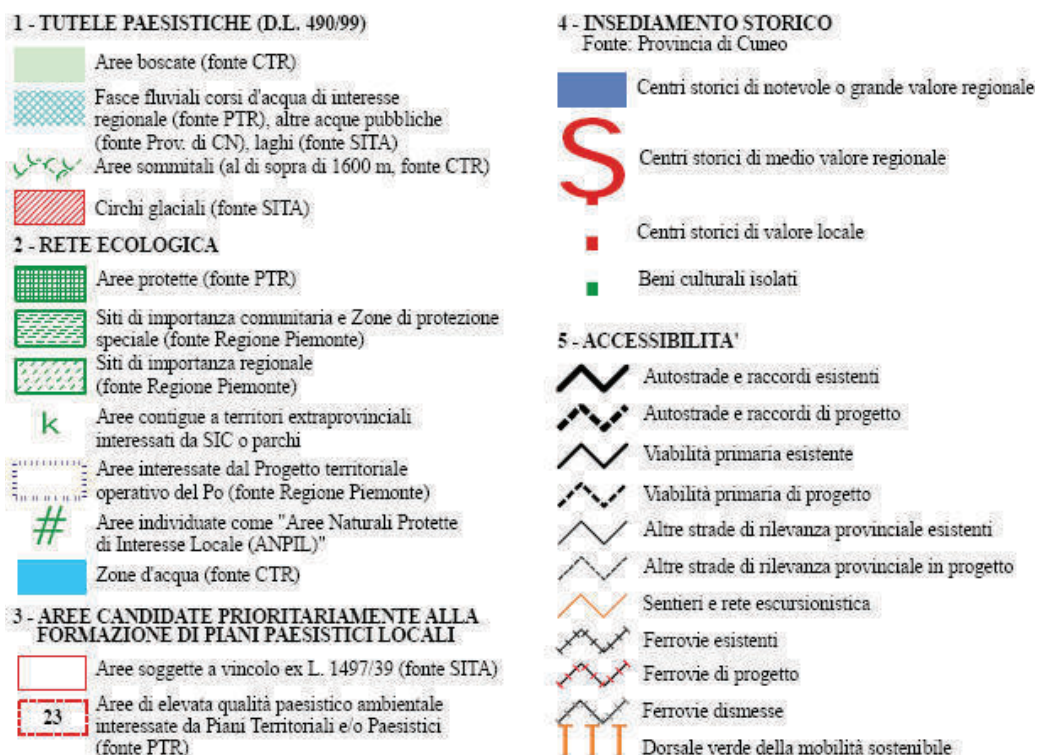 1 - TUTELE PAESISTICHE (D.L. 490/99)
Aree boscate (fonte CTR)
Fasce fluviali corsi d'acqua di interesse
regionale (fonte PTR), altre acque pubbliche
(fonte Prov. di CN), laghi (fonte SITA)
Aree sommitali (al di sopra di 1600 m, fonte CTR)
Circhi glaciali (fonte SITA)
2 - RETE ECOLOGICA
Aree protette (fonte PTR)
Siti di importanza comunitaria e Zone di protezione
speciale (fonte Regione Piemonte)
Siti di importanza regionale
(fonte Regione Piemonte)
k
Aree contigue a territori extraprovinciali
interessati da SIC o parchi
Aree interessate dal Progetto territoriale
operativo del Po (fonte Regione Piemonte)
#
Aree individuate come "Aree Naturali Protette
di Interesse Locale (ANPIL)"
Zone d'acqua (fonte CTR)
3 - AREE CANDIDATE PRIORITARIAMENTE ALLA
FORMAZIONE DI PIANI PAESISTICI LOCALI
Aree soggette a vincolo ex L. 1497/39 (fonte SITA)
23
Aree di elevata qualità paesistico ambientale
interessate da Piani Territoriali e/o Paesistici
(fonte PTR)
4 - INSEDIAMENTO STORICO
Fonte: Provincia di Cuneo
Centri storici di notevole o grande valore regionale
S
Centri storici di medio valore regionale
Centri storici di valore locale
Beni culturali isolati
5 - ACCESSIBILITA'
Autostrade e raccordi esistenti
Autostrade e raccordi di progetto
Viabilità primaria esistente
Viabilità primaria di progetto
Altre strade di rilevanza provinciale esistenti
Altre strade di rilevanza provinciale in progetto
Sentieri e rete escursionistica
Ferrovie esistenti
Ferrovie di progetto
Ferrovie dismesse
Dorsale verde della mobilità sostenibile